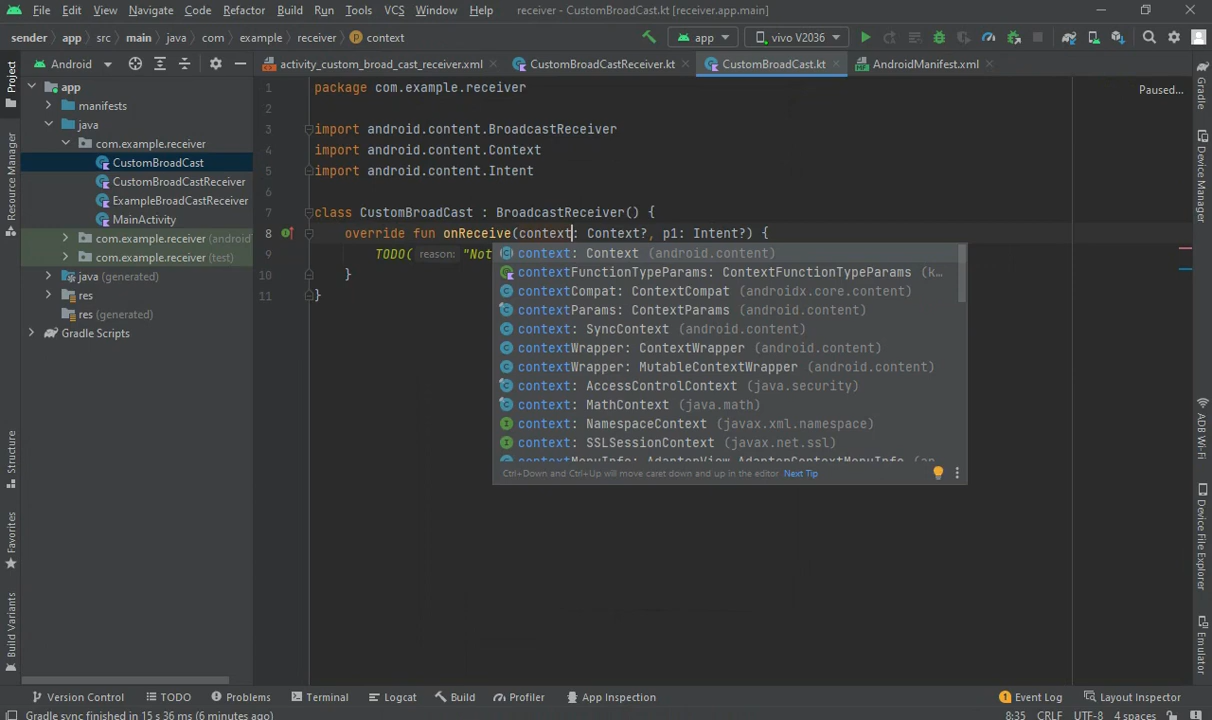 File Edit View Navigate Code Refactor Build Run Tools VCS Window Help receiver - CustomBroadCast.kt [receiver.app.main]
sender app src main java com example receiver CustomBroadCast.kt context app vivo V2036
Android activity_custom_broad_cast_receiver.xml CustomBroadCastReceiver.kt CustomBroadCast.kt AndroidManifest.xml
Project
Resource Manager
Structure
Favorites
Build Variants
app
manifests
java
com.example.receiver
CustomBroadCast
CustomBroadCastReceiver
ExampleBroadCastReceiver
MainActivity
com.example.receiver (android
com.example.receiver (test)
java (generated)
res
res (generated)
Gradle Scripts
1 package com.example.receiver
2
3 import android.content.BroadcastReceiver
4 import android.content.Context
5 import android.content.Intent
6
7 class CustomBroadCast : BroadcastReceiver() {
8 override fun onReceive(context: Context?, p1: Intent?) {
9 TODO( reason: "Not
10 }
11 }
Paused...
context: Context (android.content)
contextFunctionTypeParams: ContextFunctionTypeParams (k…
contextCompat: ContextCompat (androidx.core.content)
contextParams: ContextParams (android.content)
context: SyncContext (android.content)
contextWrapper: ContextWrapper (android.content)
contextWrapper: MutableContextWrapper (android.content)
context: AccessControlContext (java.security)
context: MathContext (java.math)
context: NamespaceContext (javax.xml.namespace)
context: SSLSessionContext (javax.net.ssl)
contextMenuInfo: AdapterView.AdapterContextMenuInfo (an…
Ctrl+Down and Ctrl+Up will move caret down and up in the editor Next Tip
Gradle
Device Manager
ADB Wi-Fi
Device File Explorer
Emulator
Version Control TODO Problems Terminal Logcat Build Profiler App Inspection 1 Event Log Layout Inspector
Gradle sync finished in 15 s 36 ms (6 minutes ago) 8:35 CRLF UTF-8 4 spaces